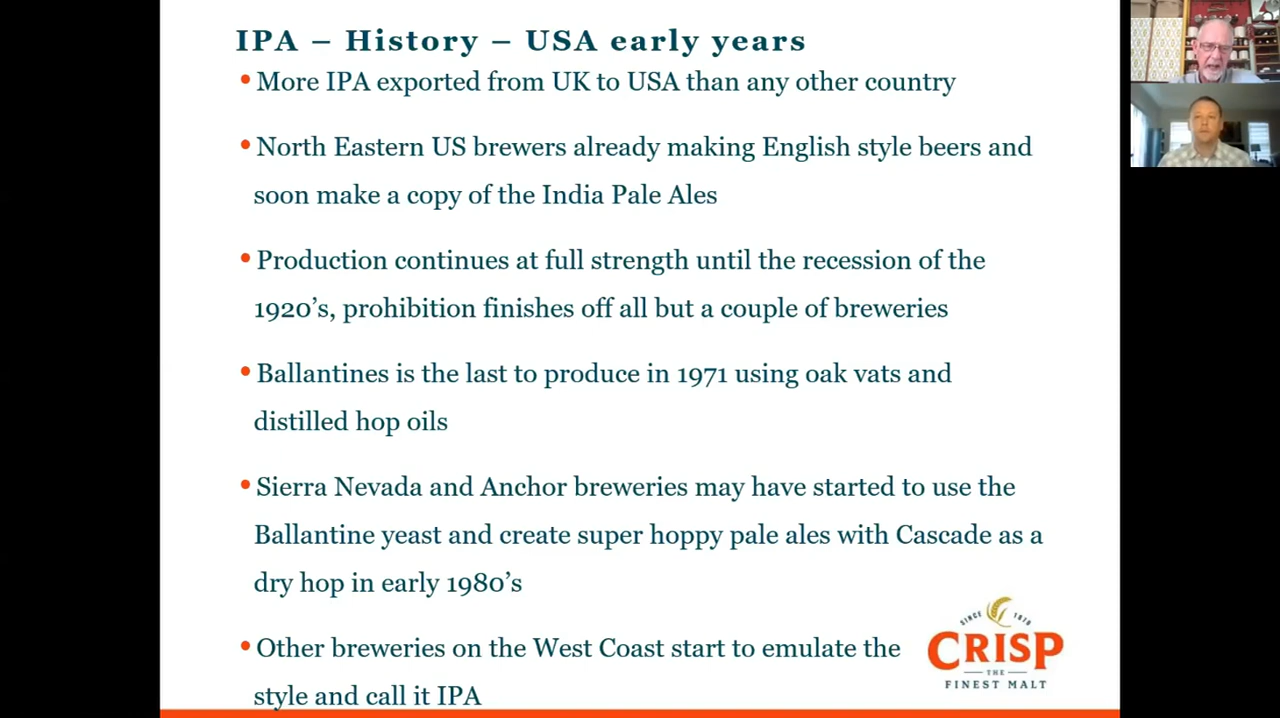 IPA – History – USA early years
•More IPA exported from UK to USA than any other country
•North Eastern US brewers already making English style beers and
soon make a copy of the India Pale Ales
•Production continues at full strength until the recession of the
1920's, prohibition finishes off all but a couple of breweries
•Ballantines is the last to produce in 1971 using oak vats and
distilled hop oils
•Sierra Nevada and Anchor breweries may have started to use the
Ballantine yeast and create super hoppy pale ales with Cascade as a
dry hop in early 1980's
•Other breweries on the West Coast start to emulate the
style and call it IPA
SINCE 1870
CRISP
THE
FINEST MALT